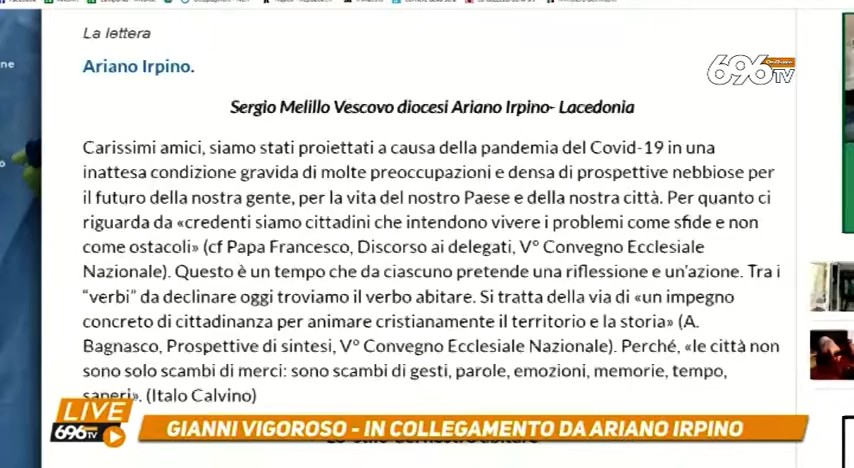 La lettera
696 TV
Ariano Irpino.
Sergio Melillo Vescovo diocesi Ariano Irpino- Lacedonia
Carissimi amici, siamo stati proiettati a causa della pandemia del Covid-19 in una
inattesa condizione gravida di molte preoccupazioni e densa di prospettive nebbiose per
il futuro della nostra gente, per la vita del nostro Paese e della nostra città. Per quanto ci
riguarda da «credenti siamo cittadini che intendono vivere i problemi come sfide e non
come ostacoli» (cf Papa Francesco, Discorso ai delegati, V° Convegno Ecclesiale
Nazionale). Questo è un tempo che da ciascuno pretende una riflessione e un'azione. Tra i
“verbi” da declinare oggi troviamo il verbo abitare. Si tratta della via di «un impegno
concreto di cittadinanza per animare cristianamente il territorio e la storia» (A.
Bagnasco, Prospettive di sintesi, V° Convegno Ecclesiale Nazionale). Perché, «le città non
sono solo scambi di merci: sono scambi di gesti, parole, emozioni, memorie, tempo,
saperi». (Italo Calvino)
LIVE
696 TV
GIANNI VIGOROSO - IN COLLEGAMENTO DA ARIANO IRPINO